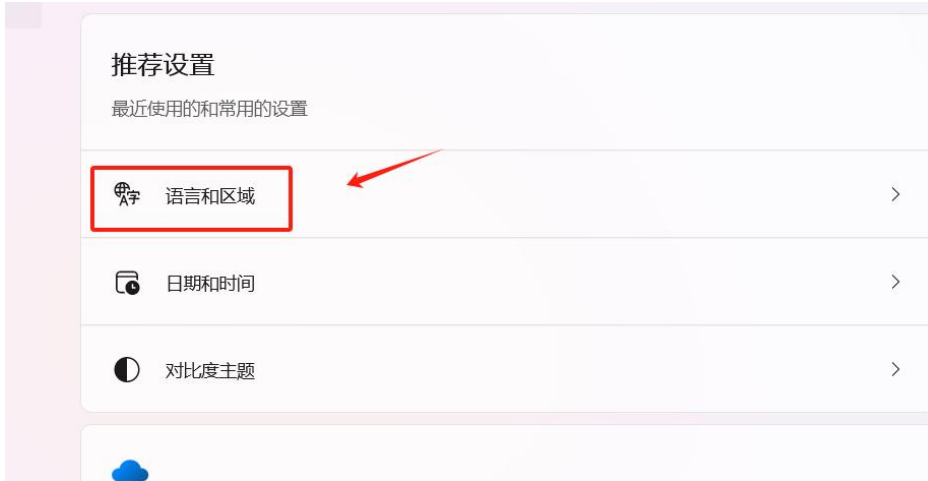 推荐设置
最近使用的和常用的设置
语言和区域
日期和时间
对比度主题